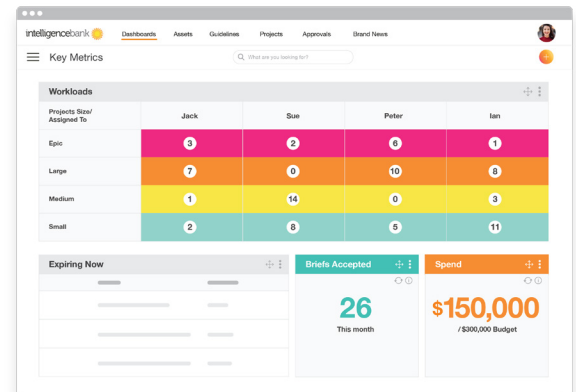 intelligencebank
Dashboards Assets Guidelines Projects Approvals Brand News
Key Metrics
What are you looking for?
Workloads
Projects Size/
Assigned To
Jack Sue Peter Ian
Epic 3 2 6 1
Large 7 0 10 8
Medium 1 14 0 3
Small 2 8 5 11
Expiring Now
Briefs Accepted
26
This month
Spend
$150,000
/ $300,000 Budget